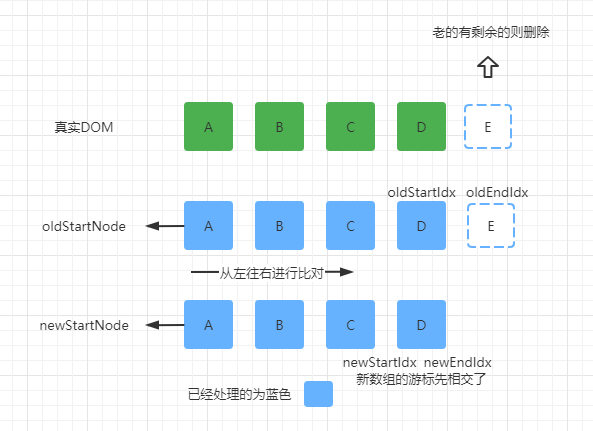 老的有剩余的则删除
真实DOM
A
B
C
D
E
oldStartIdx
oldEndIdx
oldStartNode
A
B
C
D
E
从左往右进行比对
newStartNode
A
B
C
D
newStartIdx
newEndIdx
新数组的游标先相交了
已经处理的为蓝色